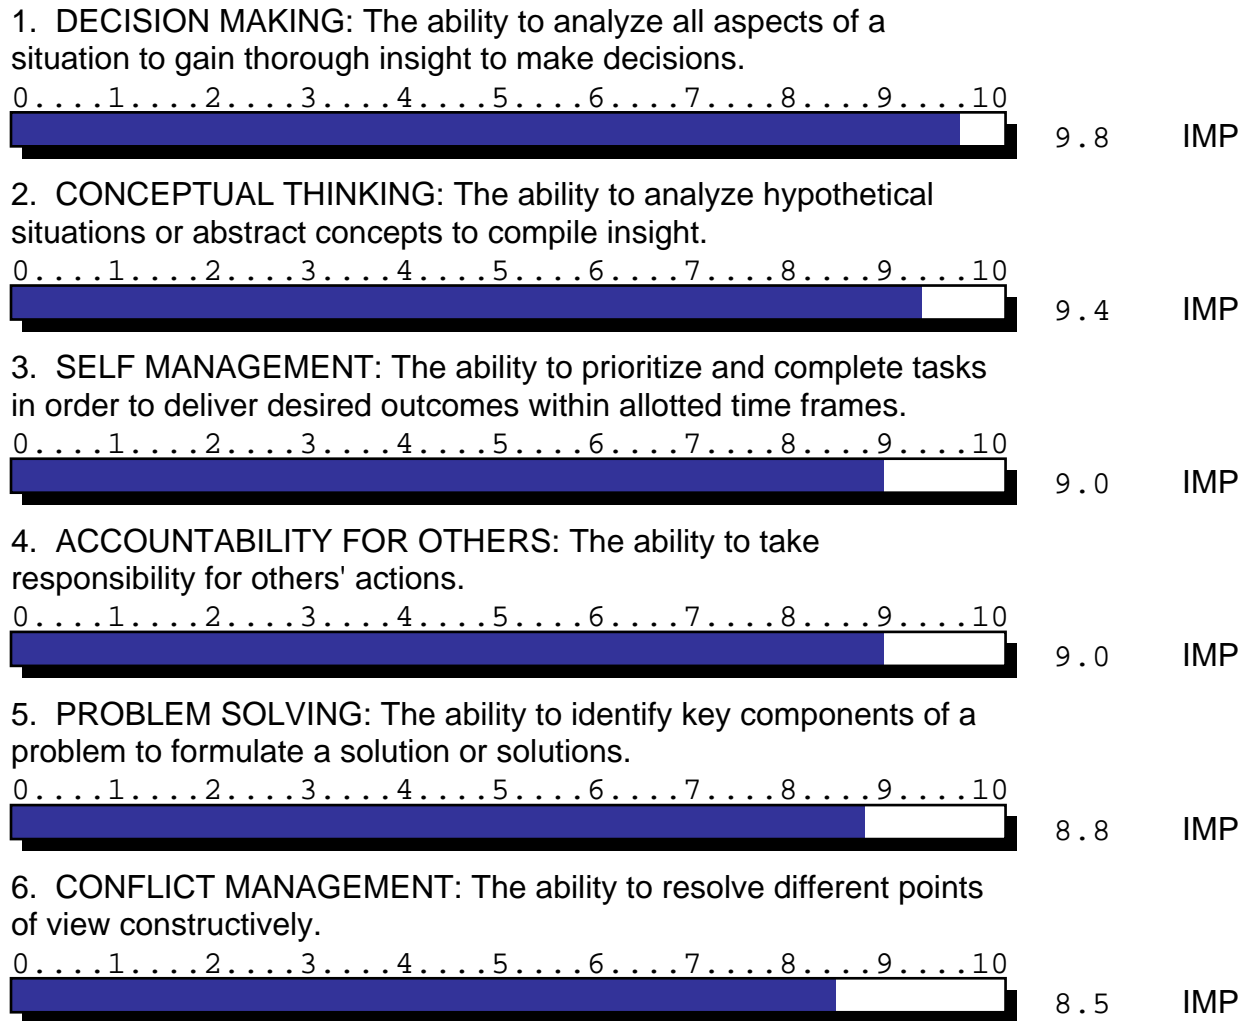 1. DECISION MAKING: The ability to analyze all aspects of a
situation to gain thorough insight to make decisions.
0....1....2....3....4....5....6....7....8....9....10
9.8 IMP
2. CONCEPTUAL THINKING: The ability to analyze hypothetical
situations or abstract concepts to compile insight.
0....1....2....3....4....5....6....7....8....9....10
9.4 IMP
3. SELF MANAGEMENT: The ability to prioritize and complete tasks
in order to deliver desired outcomes within allotted time frames.
0....1....2....3....4....5....6....7....8....9....10
9.0 IMP
4. ACCOUNTABILITY FOR OTHERS: The ability to take
responsibility for others' actions.
0....1....2....3....4....5....6....7....8....9....10
9.0 IMP
5. PROBLEM SOLVING: The ability to identify key components of a
problem to formulate a solution or solutions.
0....1....2....3....4....5....6....7....8....9....10
8.8 IMP
6. CONFLICT MANAGEMENT: The ability to resolve different points
of view constructively.
0....1....2....3....4....5....6....7....8....9....10
8.5 IMP